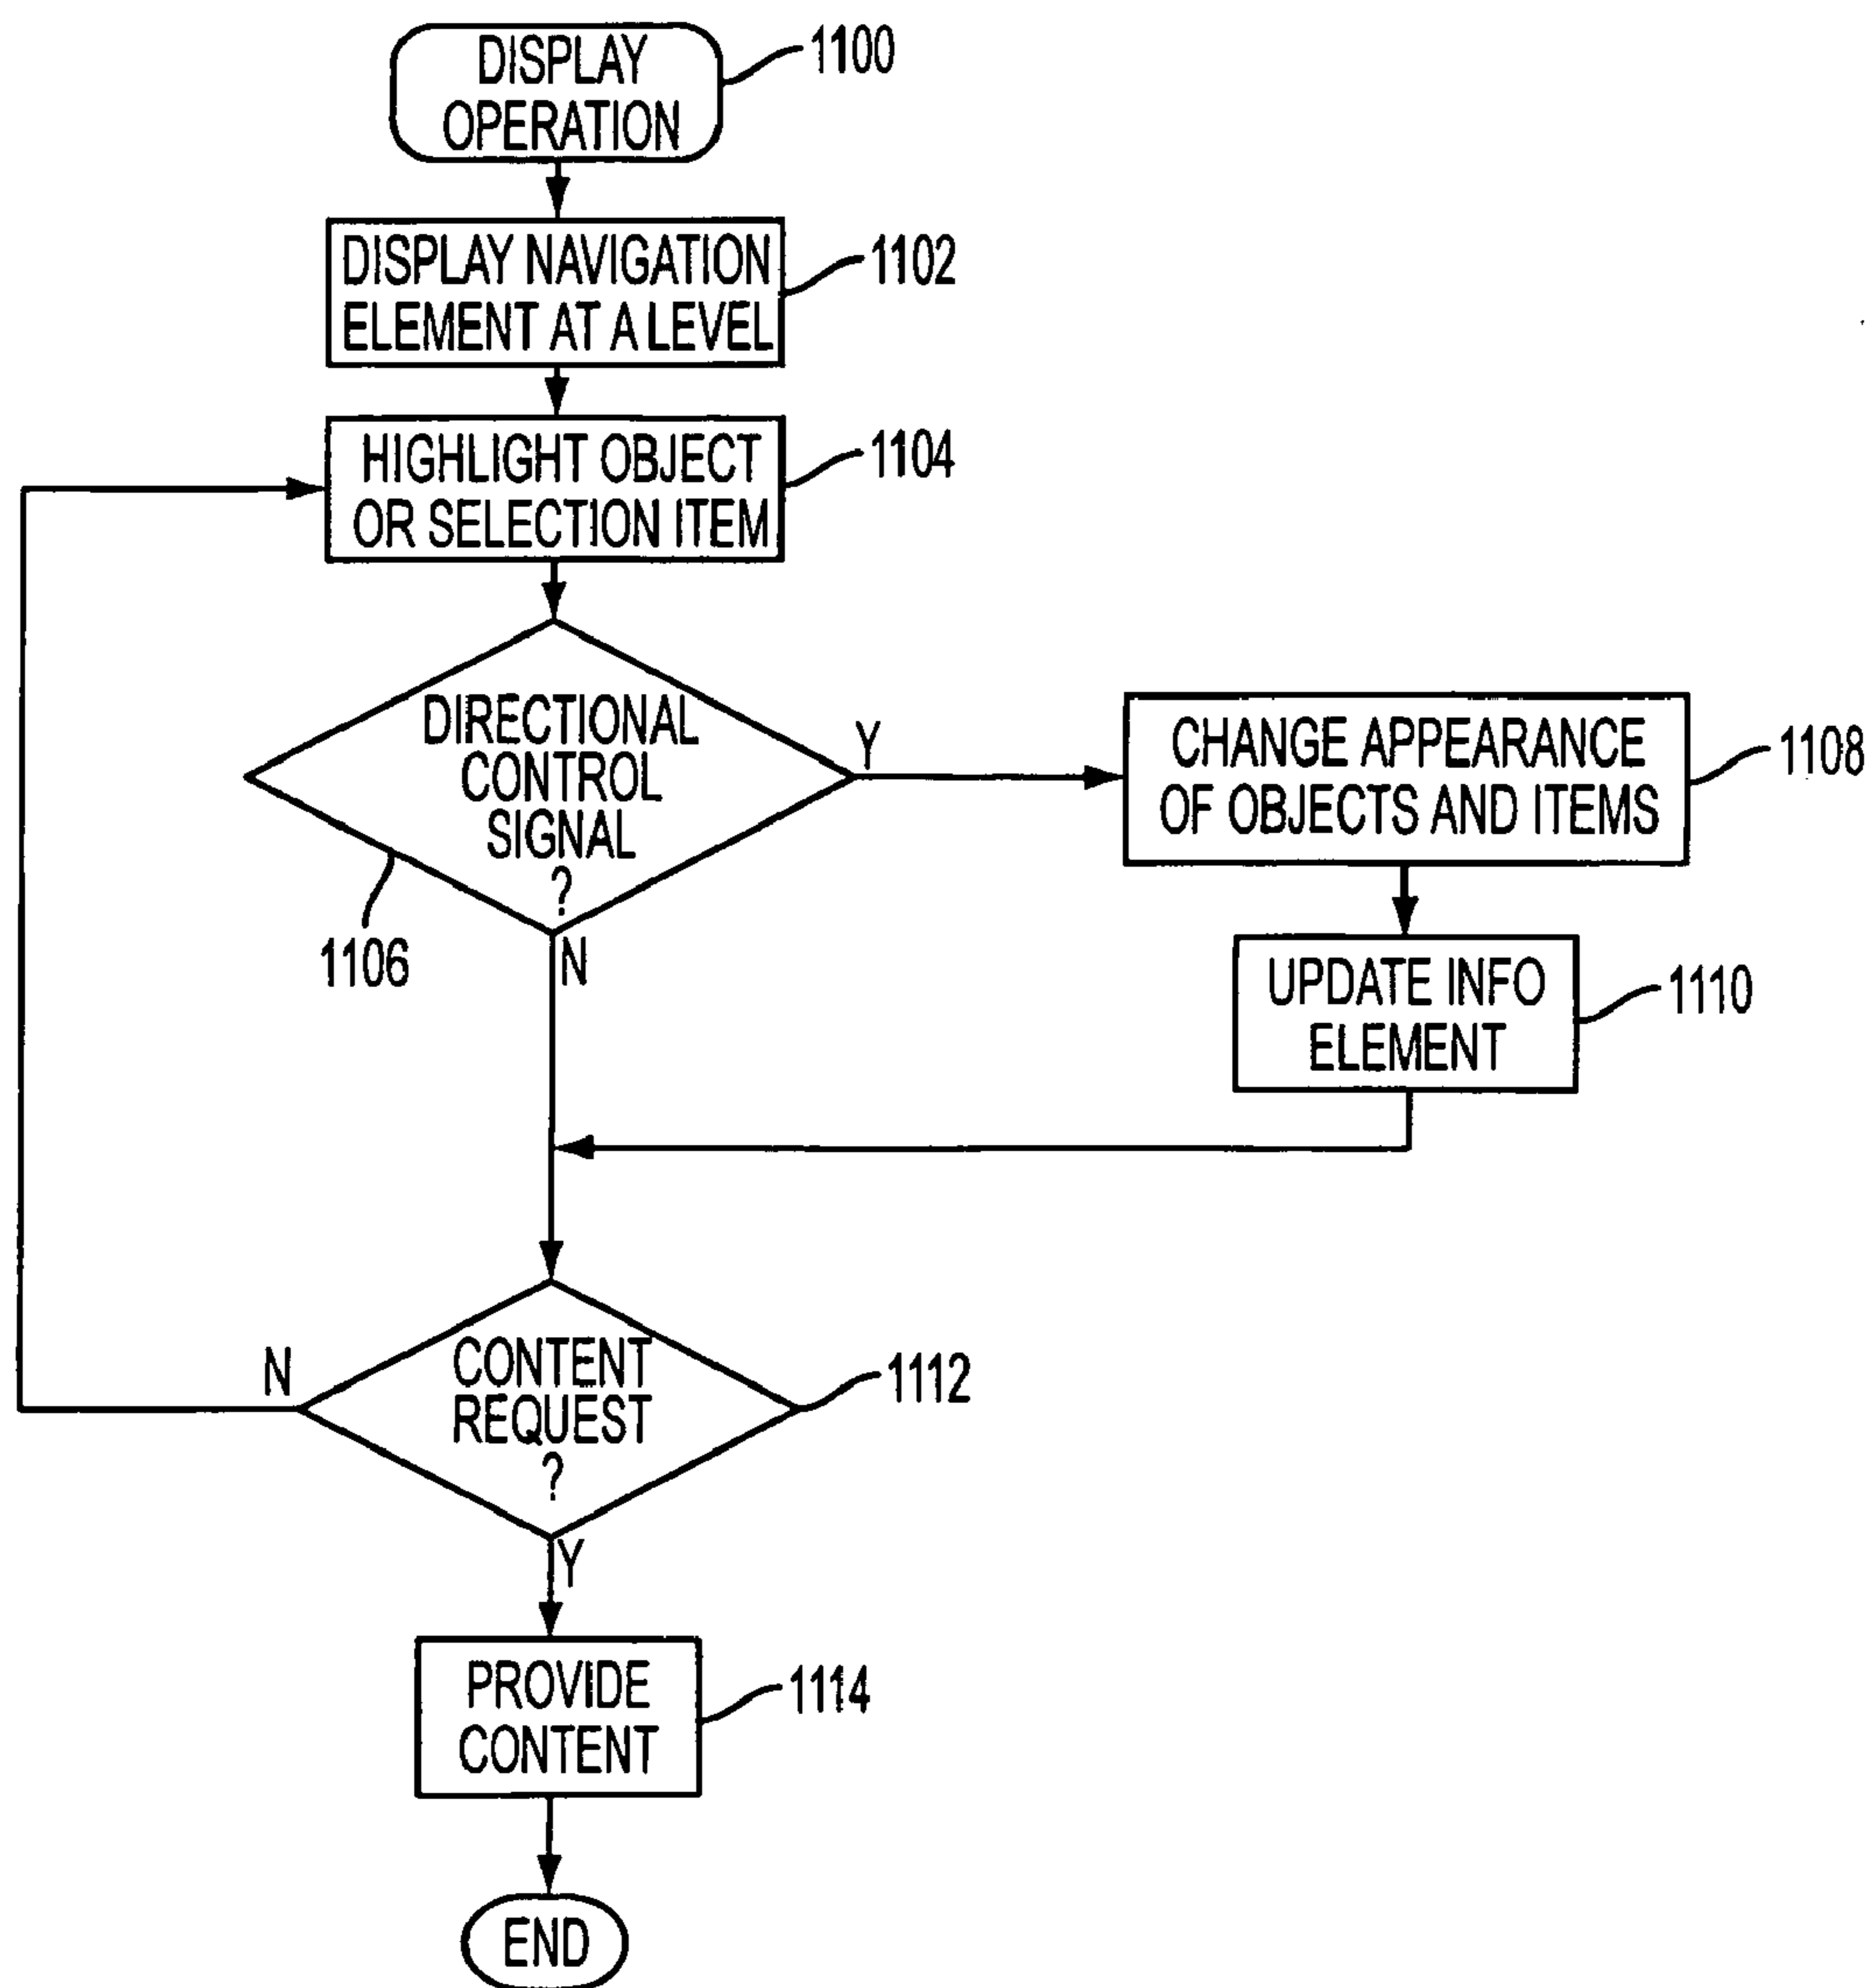 DISPLAY
OPERATION
1100
DISPLAY NAVIGATION
ELEMENT AT A LEVEL
1102
HIGHLIGHT OBJECT
OR SELECTION ITEM
1104
DIRECTIONAL
CONTROL
SIGNAL
?
1106
Y
N
CHANGE APPEARANCE
OF OBJECTS AND ITEMS
1108
UPDATE INFO
ELEMENT
1110
CONTENT
REQUEST
?
1112
N
Y
PROVIDE
CONTENT
1114
END